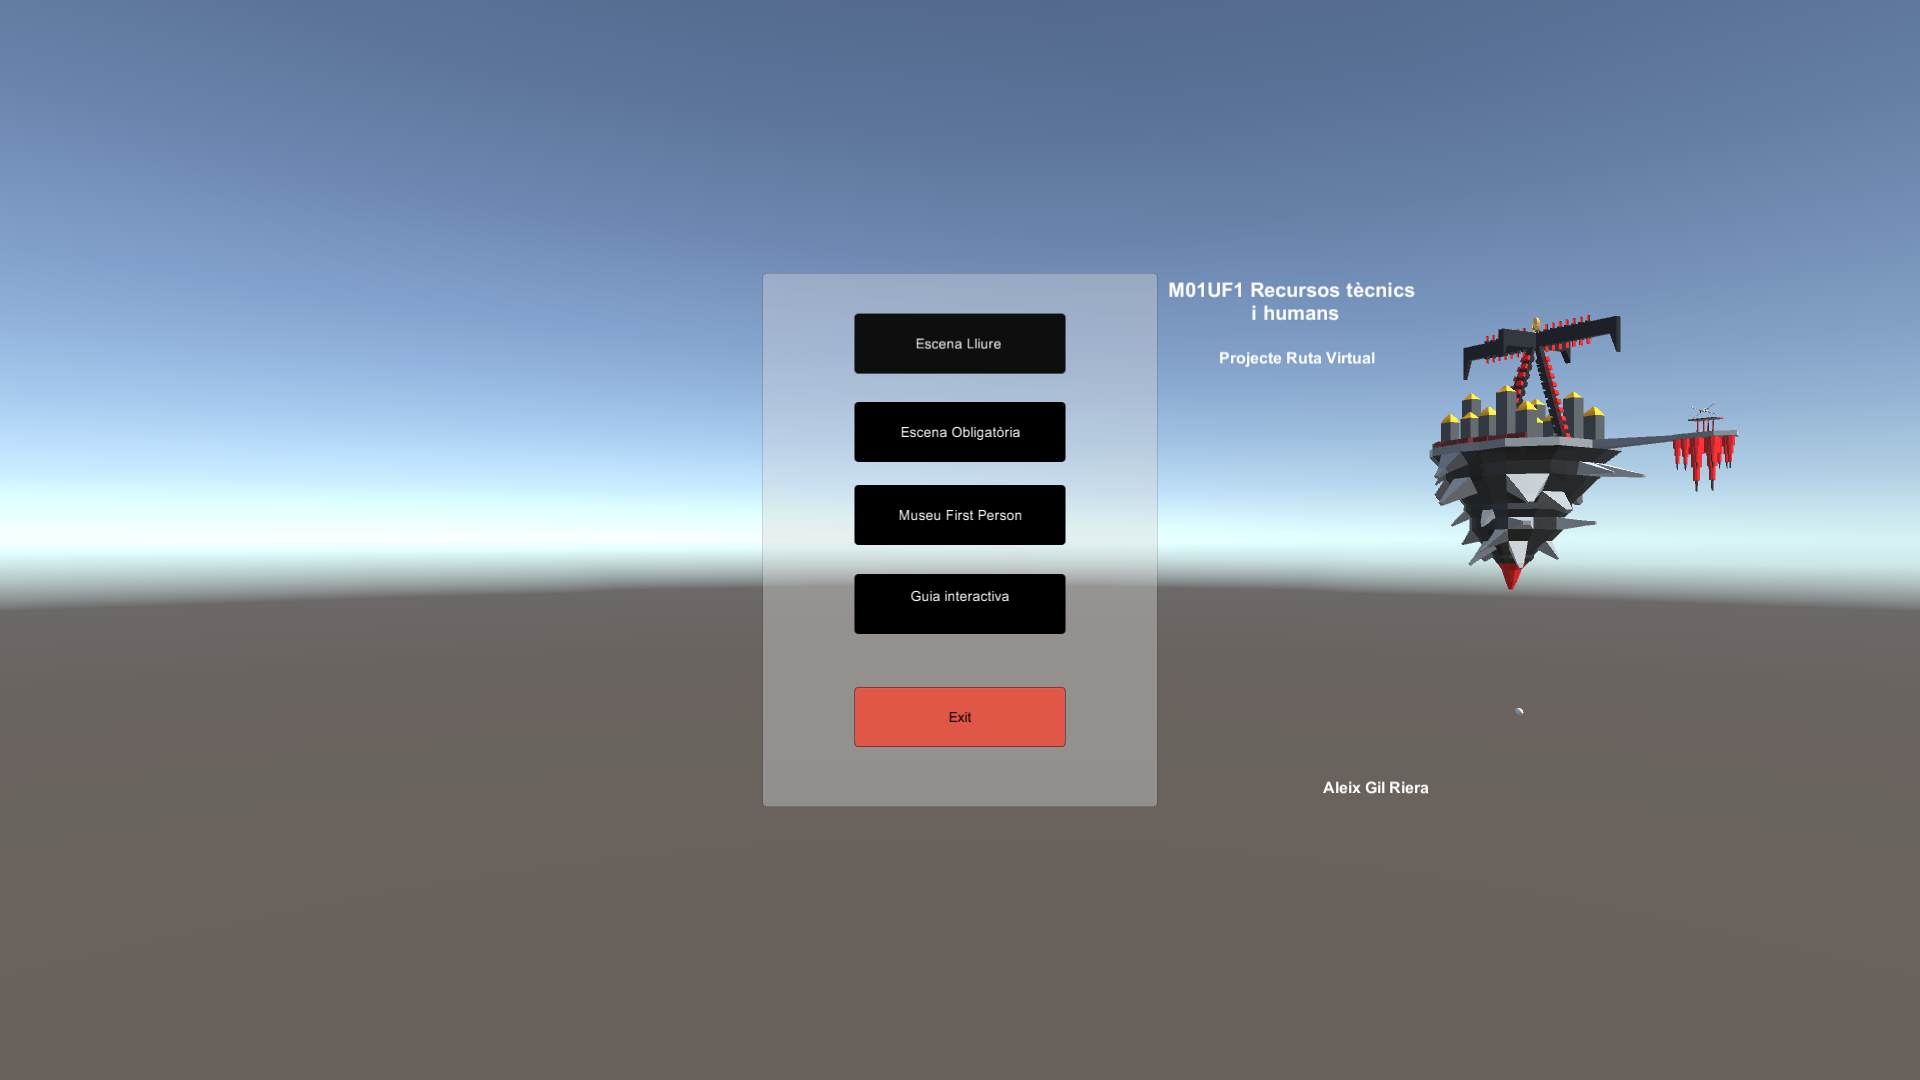 Escena Lliure
Escena Obligatòria
Museu First Person
Guia interactiva
Exit
M01UF1 Recursos tècnics
i humans
Projecte Ruta Virtual
Aleix Gil Riera